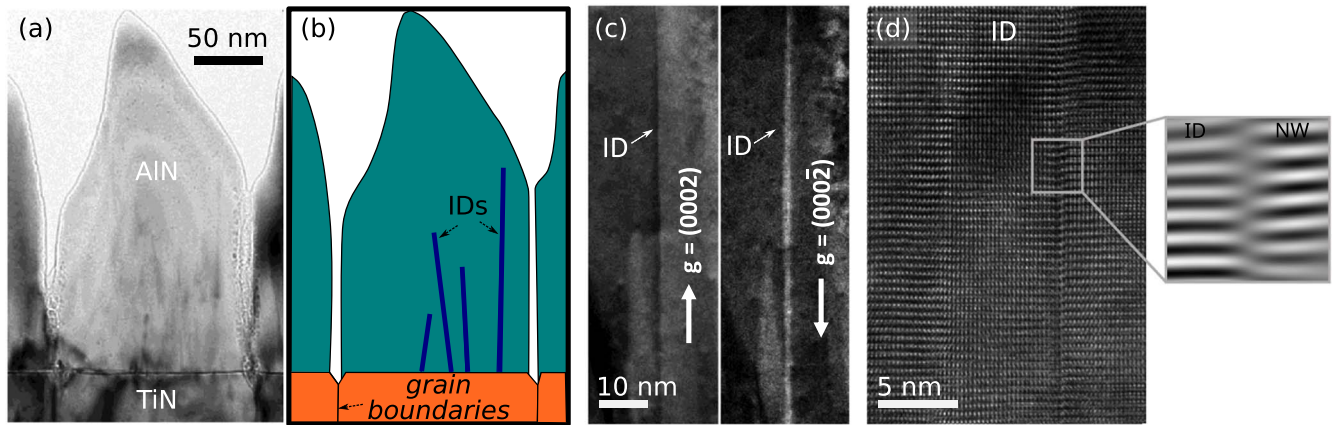 (a)
50 nm
AlN
TiN
(b)
IDs
grain
boundaries
(c)
ID
g = (0002)
10 nm
ID
g = (0002̄)
(d)
ID
5 nm
ID
NW